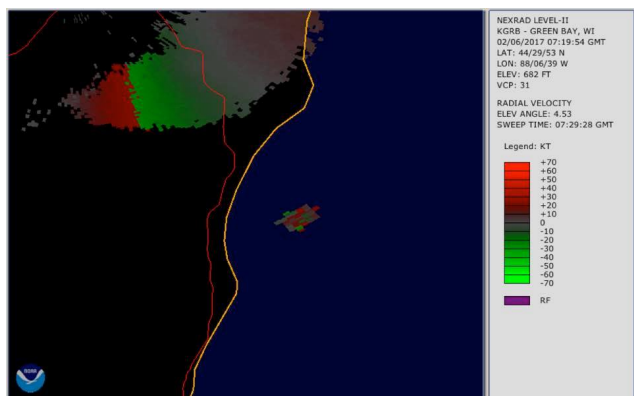 NEXRAD LEVEL-II
KGRB - GREEN BAY, WI
02/06/2017 07:19:54 GMT
LAT: 44/29/53 N
LON: 88/06/39 W
ELEV: 682 FT
VCP: 31
RADIAL VELOCITY
ELEV ANGLE: 4.53
SWEEP TIME: 07:29:28 GMT
Legend: KT
+70
+60
+50
+40
+30
+20
+10
0
-10
-20
-30
-40
-50
-60
-70
RF
NOAA